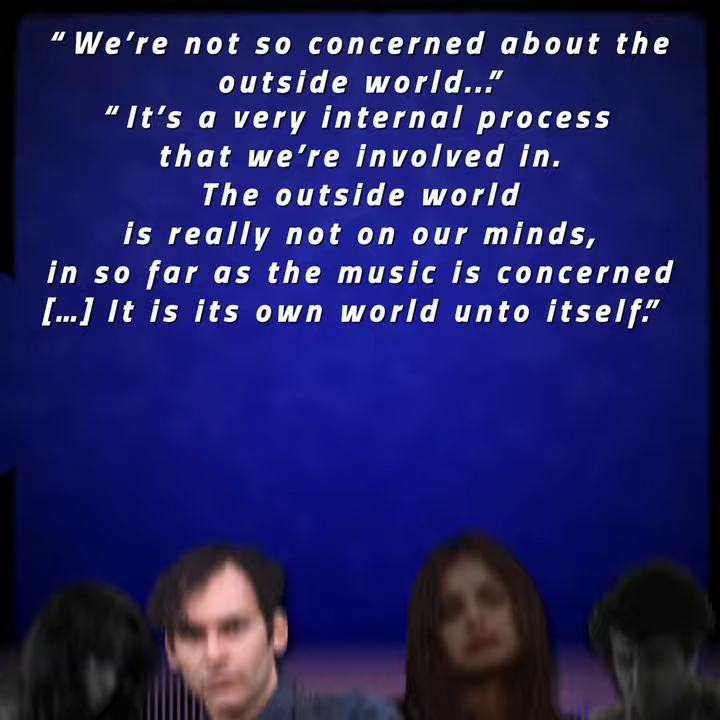 “We’re not so concerned about the
outside world...”
“It’s a very internal process
that we’re involved in.
The outside world
is really not on our minds,
in so far as the music is concerned
[...] It is its own world unto itself.”